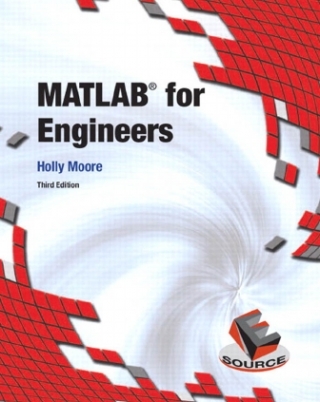 MATLAB® for
Engineers
Holly Moore
Third Edition
E
SOURCE